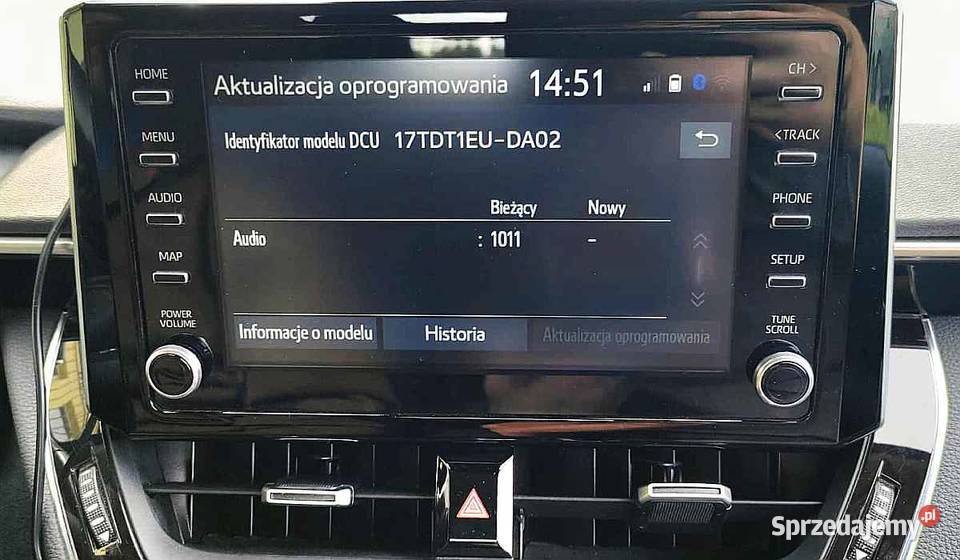 HOME
MENU
AUDIO
MAP
POWER
VOLUME
Aktualizacja oprogramowania 14:51
Identyfikator modelu DCU 17TDT1EU-DA02
Bieżący Nowy
Audio : 1011 -
Informacje o modelu Historia Aktualizacja oprogramowania
CH >
< TRACK
PHONE
SETUP
TUNE
SCROLL
Sprzedajemy.pl